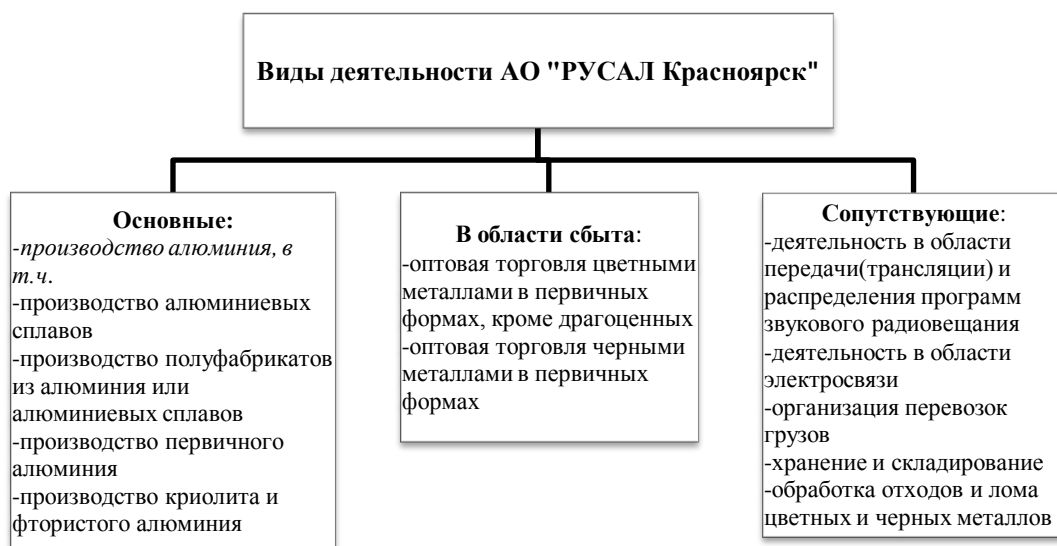 Виды деятельности АО "РУСАЛ Красноярск"
Основные:
-производство алюминия, в
т.ч.
-производство алюминиевых
сплавов
-производство полуфабрикатов
из алюминия или
алюминиевых сплавов
-производство первичного
алюминия
-производство криолита и
фтористого алюминия
В области сбыта:
-оптовая торговля цветными
металлами в первичных
формах, кроме драгоценных
-оптовая торговля черными
металлами в первичных
формах
Сопутствующие:
-деятельность в области
передачи(трансляции) и
распределения программ
звукового радиовещания
-деятельность в области
электросвязи
-организация перевозок
грузов
-хранение и складирование
-обработка отходов и лома
цветных и черных металлов